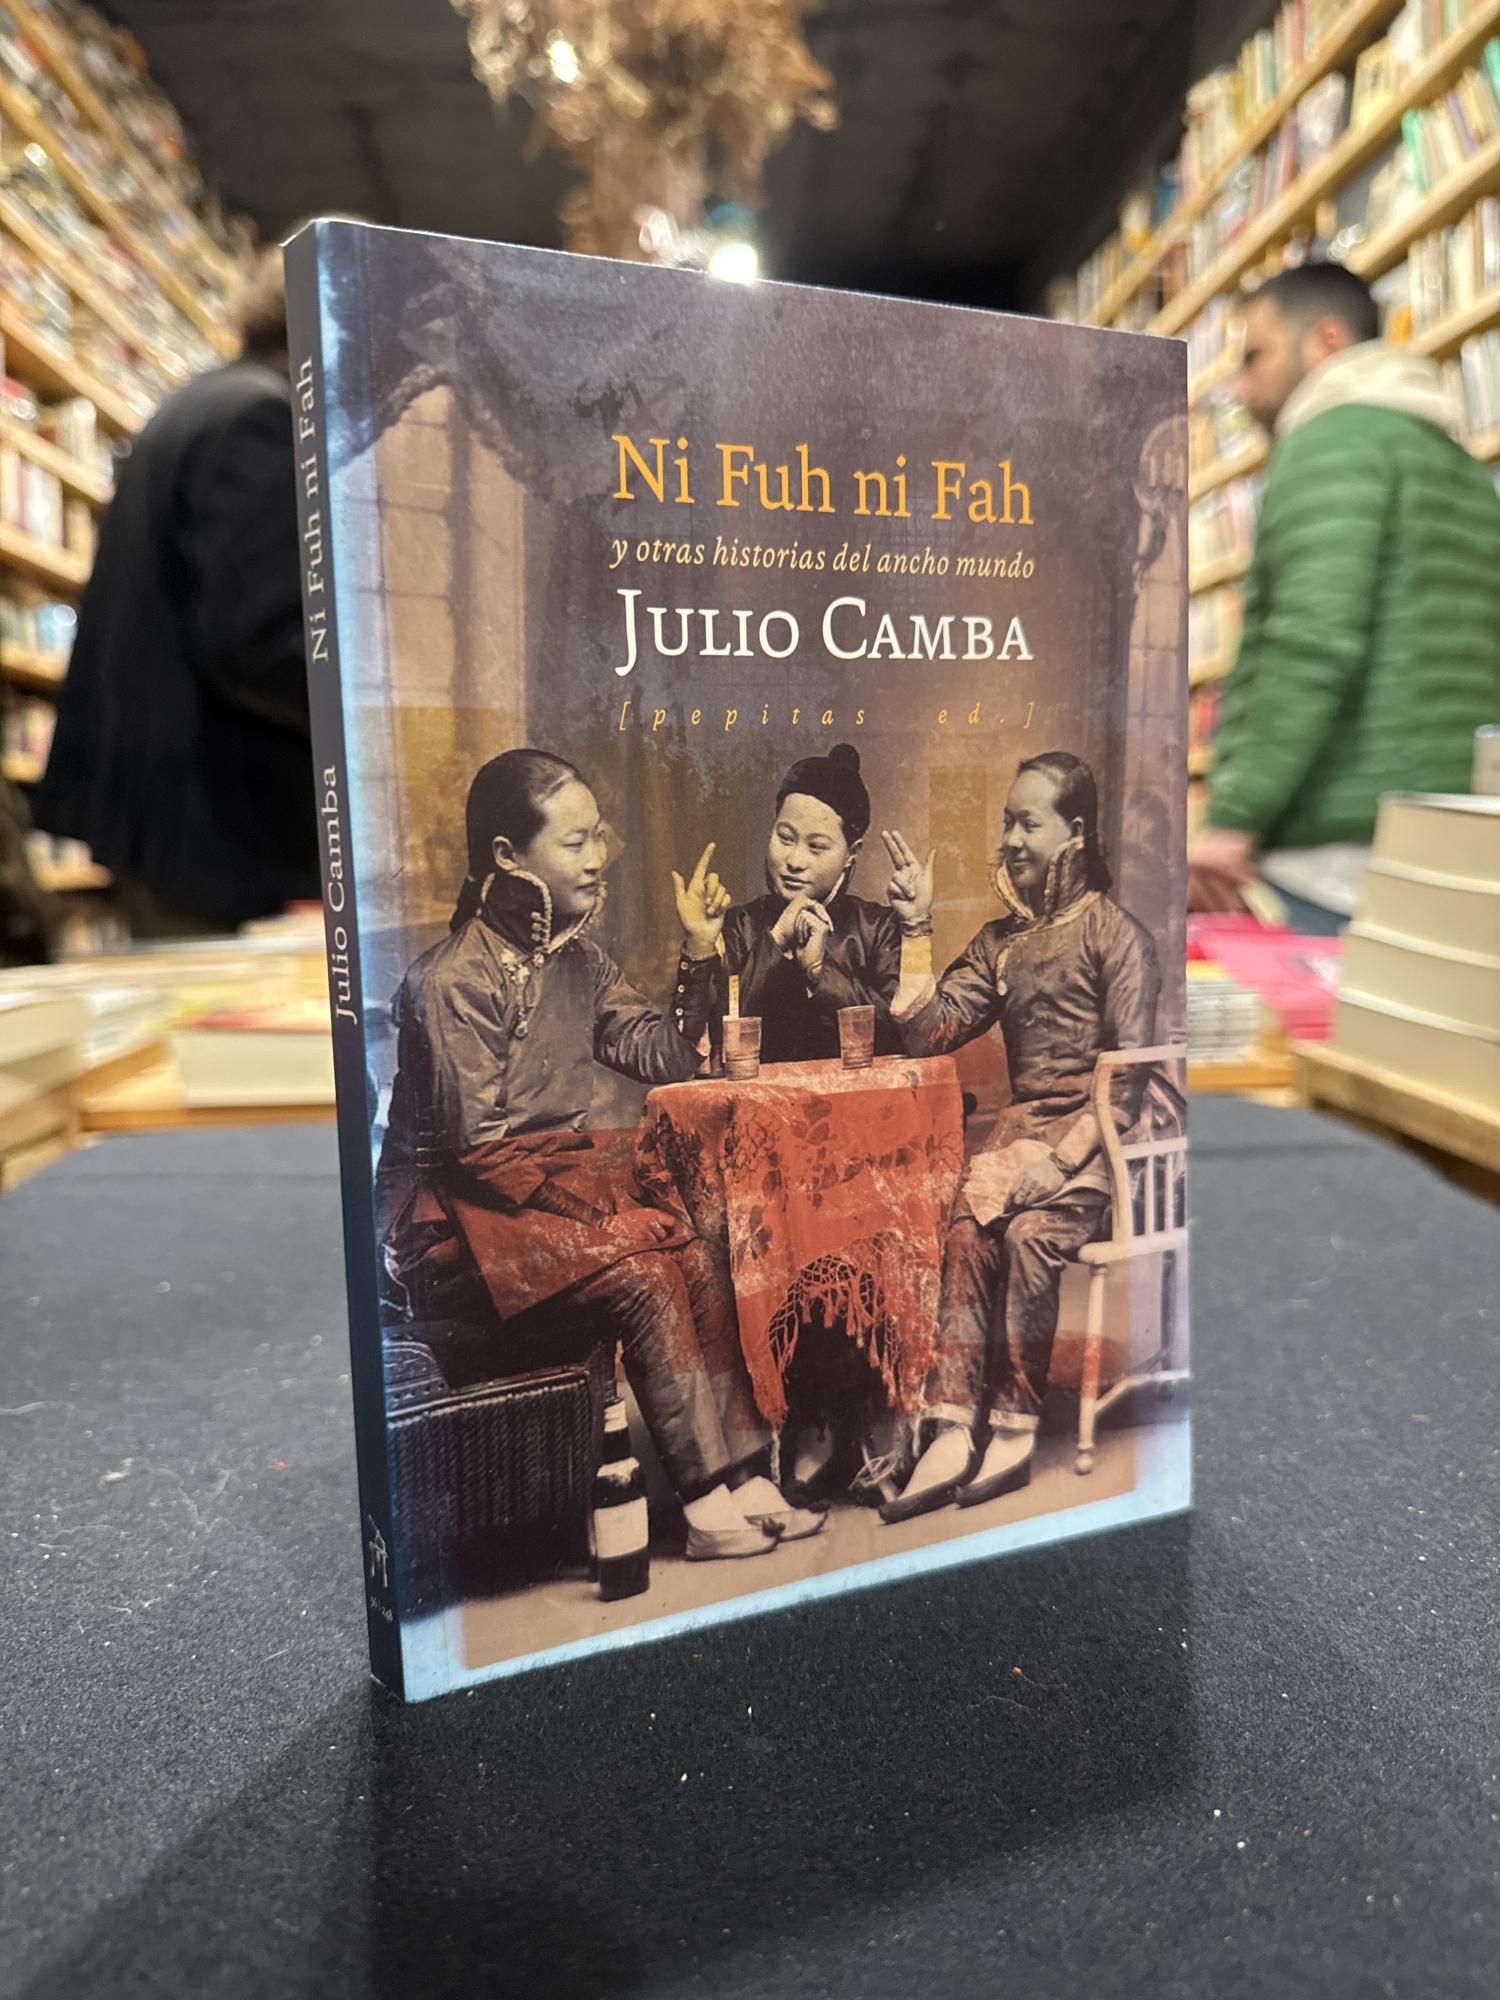 Ni Fuh ni Fah
y otras historias del ancho mundo
JULIO CAMBA
[pepitas ed.]
Julio Camba Ni Fuh ni Fah